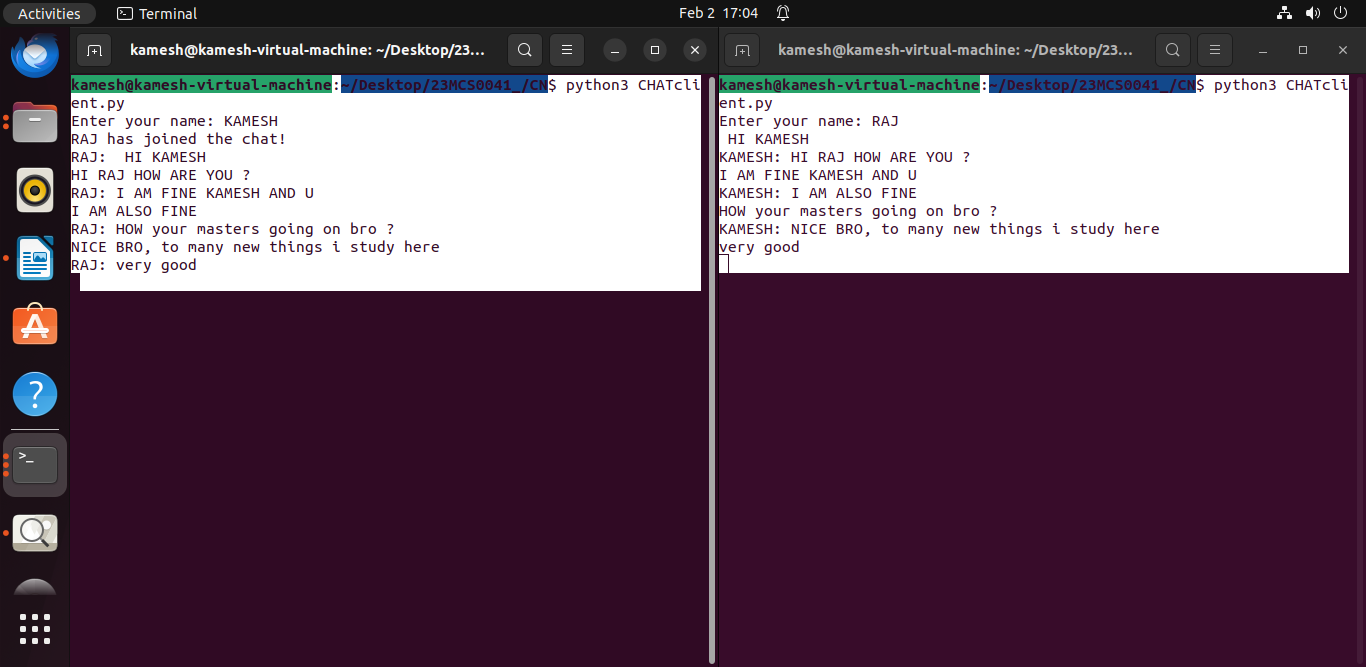 Activities
Terminal
Feb 2 17:04
kamesh@kamesh-virtual-machine: ~/Desktop/23...
kamesh@kamesh-virtual-machine:~/Desktop/23MCS0041_/CN$ python3 CHATcli
ent.py
Enter your name: KAMESH
RAJ has joined the chat!
RAJ:  HI KAMESH
HI RAJ HOW ARE YOU ?
RAJ: I AM FINE KAMESH AND U
I AM ALSO FINE
RAJ: HOW your masters going on bro ?
NICE BRO, to many new things i study here
RAJ: very good
kamesh@kamesh-virtual-machine: ~/Desktop/23...
kamesh@kamesh-virtual-machine:~/Desktop/23MCS0041_/CN$ python3 CHATcli
ent.py
Enter your name: RAJ
 HI KAMESH
KAMESH: HI RAJ HOW ARE YOU ?
I AM FINE KAMESH AND U
KAMESH: I AM ALSO FINE
HOW your masters going on bro ?
KAMESH: NICE BRO, to many new things i study here
very good